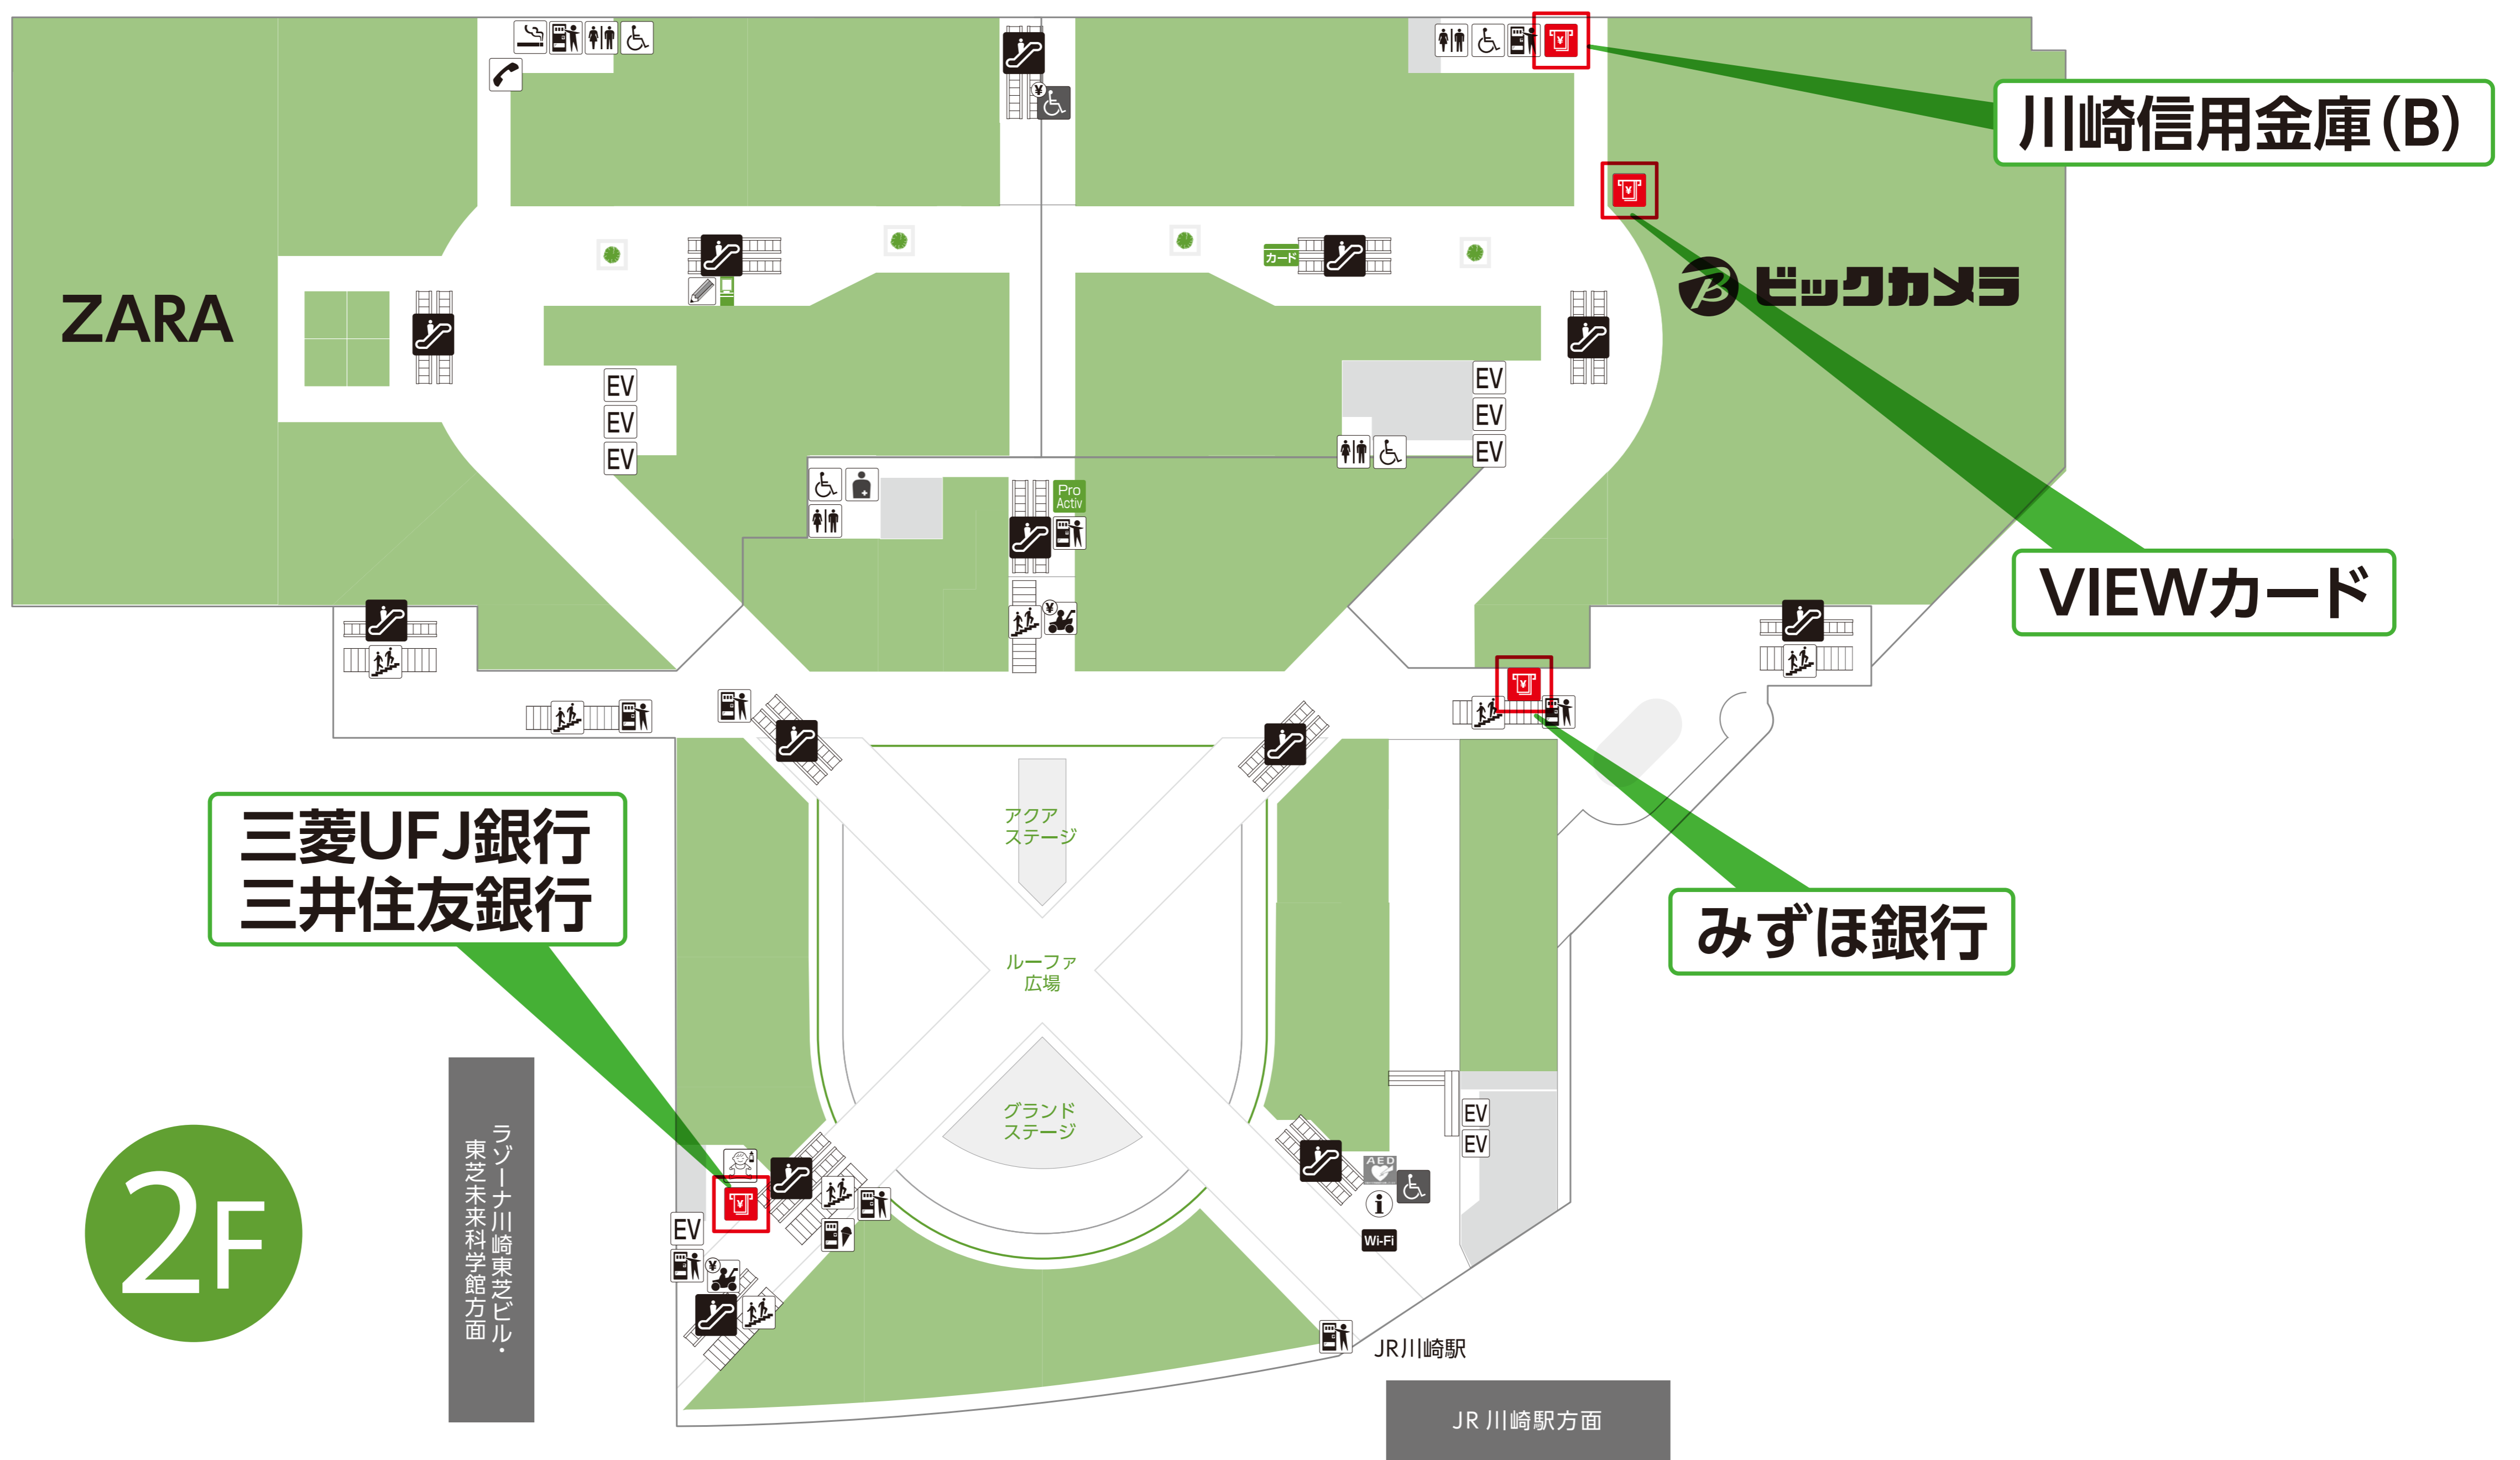 川崎信用金庫(B)
¥
¥
¥
カード
ZARA
ビックカメラ
EV
EV
EV
EV
EV
EV
Pro
Activ
VIEWカード
¥
¥
三菱UFJ銀行
三井住友銀行
アクア
ステージ
みずほ銀行
ルーファ
広場
グランド
ステージ
EV
EV
AED
i
Wi-Fi
¥
EV
¥
2F
ラゾーナ川崎東芝ビル・
東芝未来科学館方面
JR川崎駅
JR 川崎駅方面